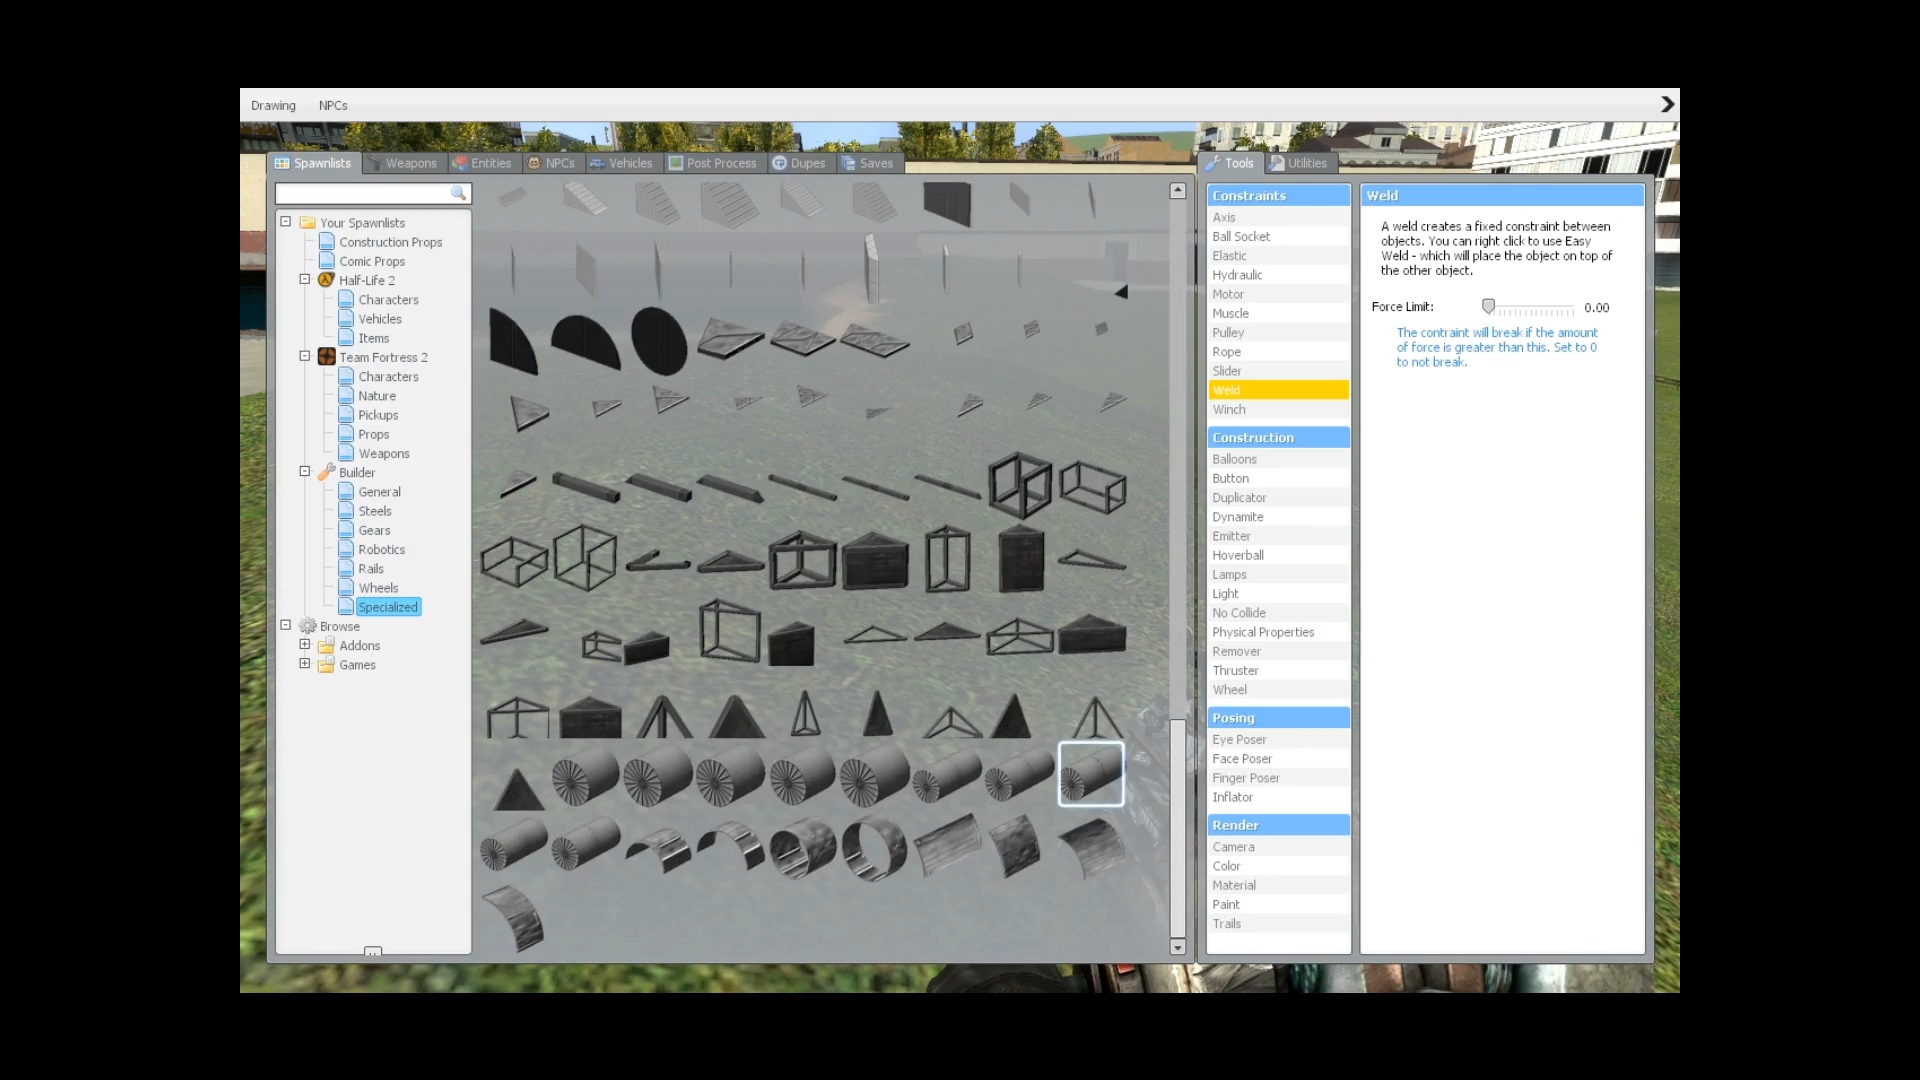 Drawing NPCs
Spawnlists Weapons Entities NPCs Vehicles Post Process Dupes Saves
Your Spawnlists
Construction Props
Comic Props
Half-Life 2
Characters
Vehicles
Items
Team Fortress 2
Characters
Nature
Pickups
Props
Weapons
Builder
General
Steels
Gears
Robotics
Rails
Wheels
Specialized
Browse
Addons
Games
Tools Utilities
Constraints
Axis
Ball Socket
Elastic
Hydraulic
Motor
Muscle
Pulley
Rope
Slider
Weld
Winch
Construction
Balloons
Button
Duplicator
Dynamite
Emitter
Hoverball
Lamps
Light
No Collide
Physical Properties
Remover
Thruster
Wheel
Posing
Eye Poser
Face Poser
Finger Poser
Inflator
Render
Camera
Color
Material
Paint
Trails
Weld
A weld creates a fixed constraint between
objects. You can right click to use Easy
Weld - which will place the object on top of
the other object.
Force Limit: 0.00
The contraint will break if the amount
of force is greater than this. Set to 0
to not break.